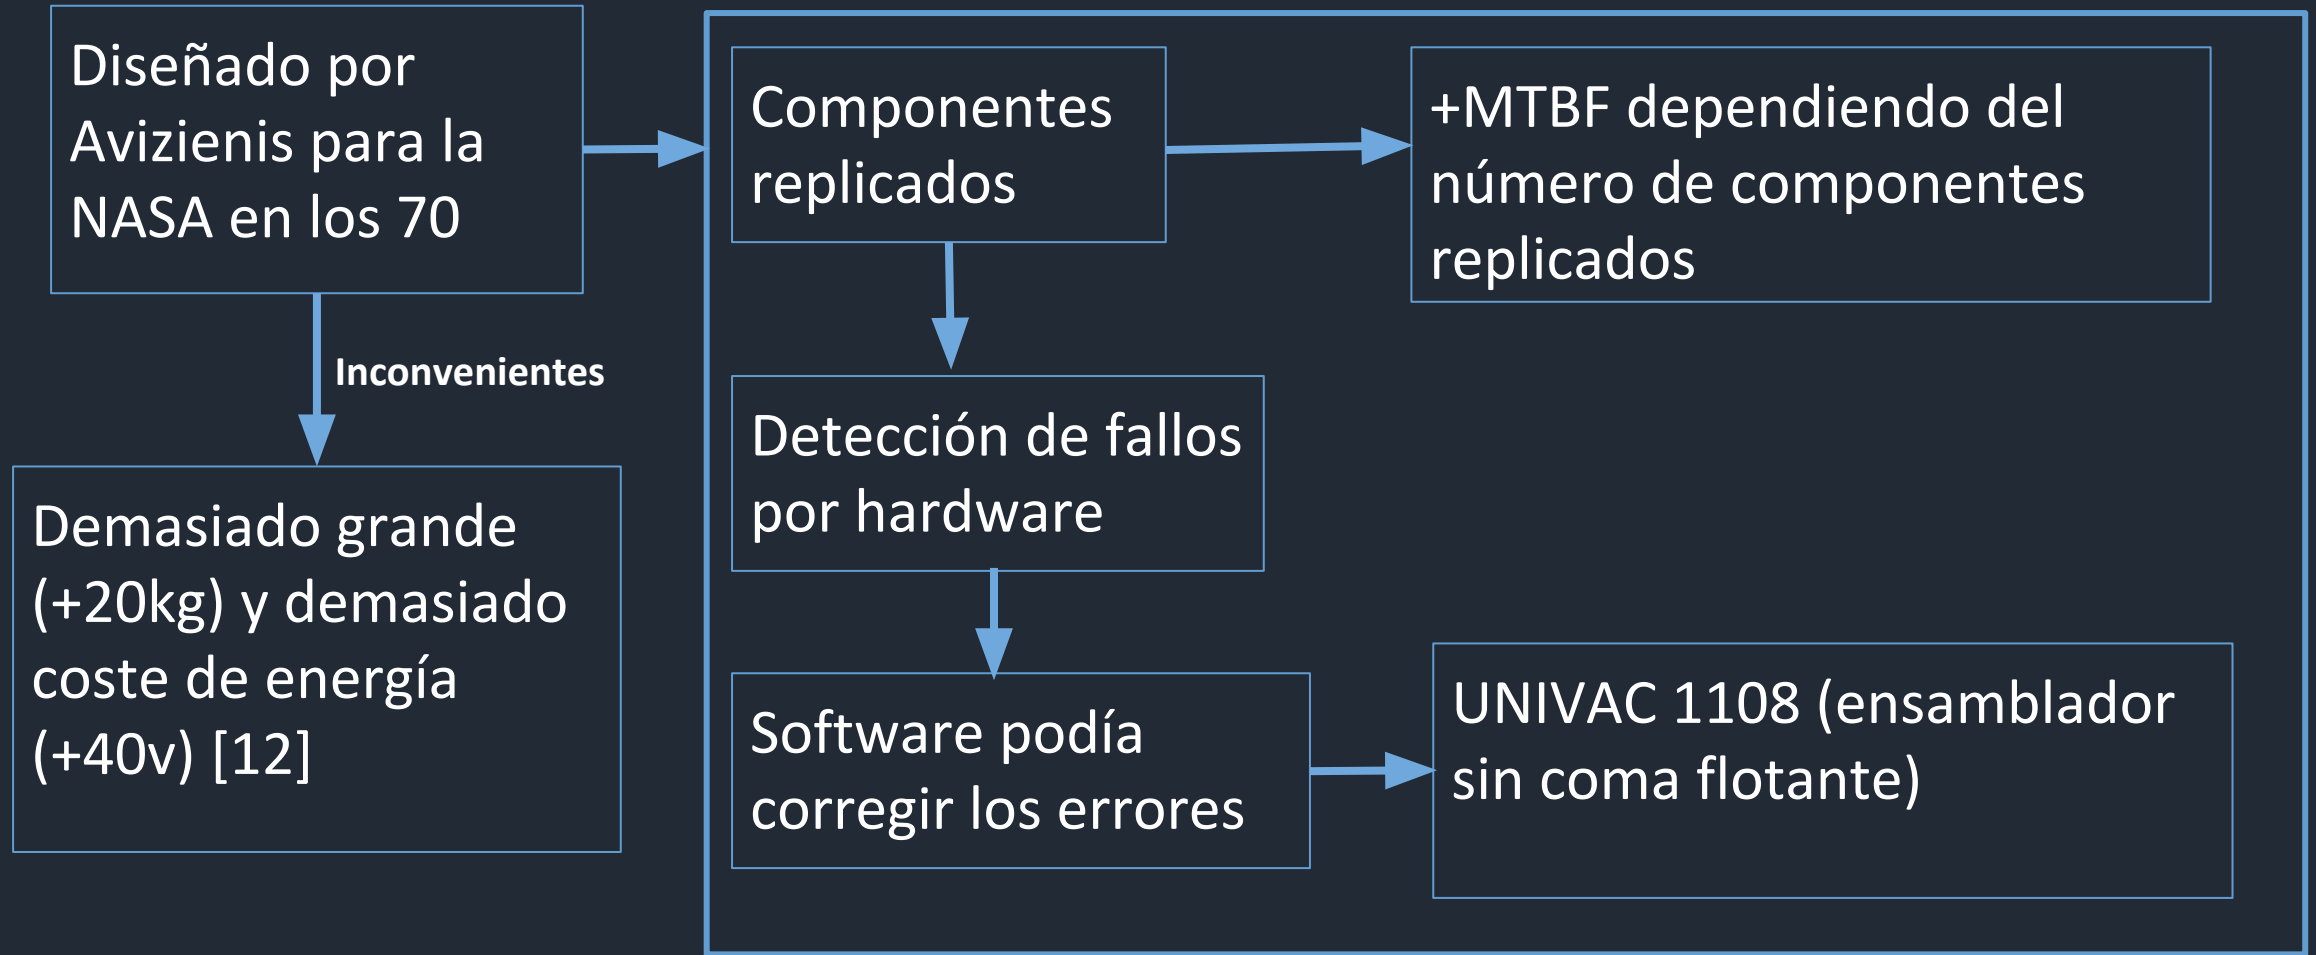 Diseñado por
Avizienis para la
NASA en los 70
Inconvenientes
Demasiado grande
(+20kg) y demasiado
coste de energía
(+40v) [12]
Componentes
replicados
+MTBF dependiendo del
número de componentes
replicados
Detección de fallos
por hardware
Software podía
corregir los errores
UNIVAC 1108 (ensamblador
sin coma flotante)